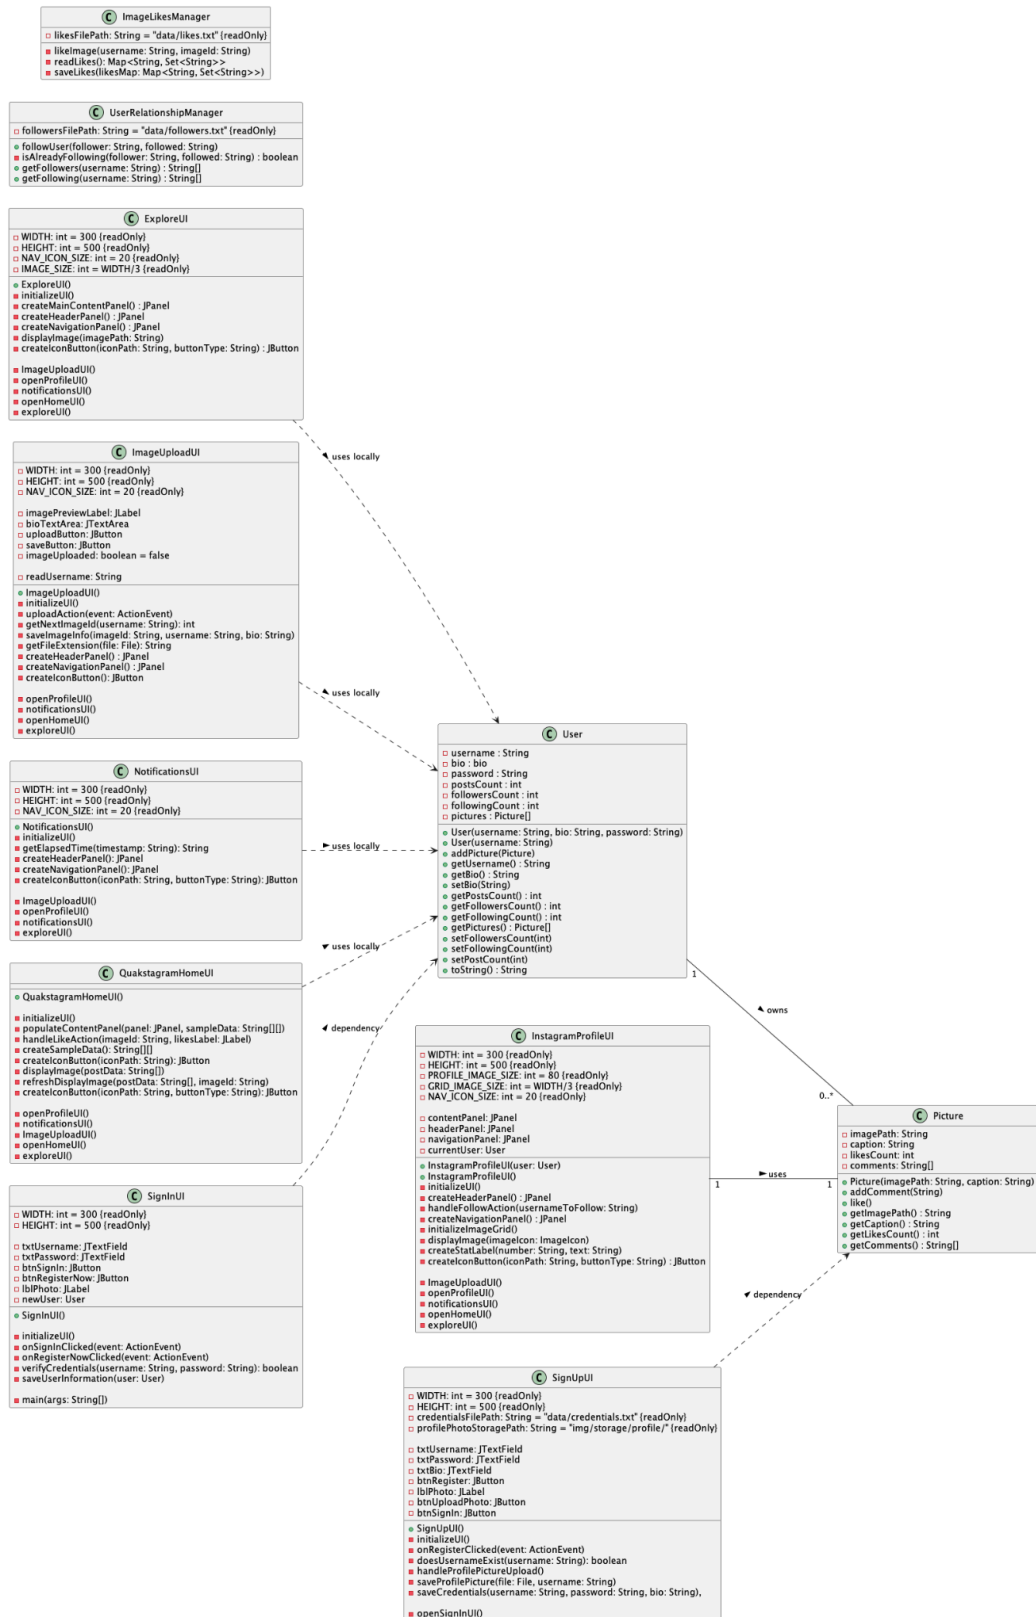 C ImageLikesManager
likesFilePath: String = "data/likes.txt" {readOnly}
likeImage(username: String, imageId: String)
readLikes(): Map<String, Set<String>>
saveLikes(likesMap: Map<String, Set<String>>)
C UserRelationshipManager
followersFilePath: String = "data/followers.txt" {readOnly}
followUser(follower: String, followed: String)
isAlreadyFollowing(follower: String, followed: String) : boolean
getFollowers(username: String) : String[]
getFollowing(username: String) : String[]
C ExploreUI
WIDTH: int = 300 {readOnly}
HEIGHT: int = 500 {readOnly}
NAV_ICON_SIZE: int = 20 {readOnly}
IMAGE_SIZE: int = WIDTH/3 {readOnly}
ExploreUI()
initializeUI()
createMainContentPanel() : JPanel
createHeaderPanel() : JPanel
createNavigationPanel() : JPanel
displayImage(imagePath: String)
createIconButton(iconPath: String, buttonType: String) : JButton
ImageUploadUI()
openProfileUI()
notificationsUI()
openHomeUI()
exploreUI()
uses locally
C ImageUploadUI
WIDTH: int = 300 {readOnly}
HEIGHT: int = 500 {readOnly}
NAV_ICON_SIZE: int = 20 {readOnly}
imagePreviewLabel: JLabel
bioTextArea: JTextArea
uploadButton: JButton
saveButton: JButton
imageUploaded: boolean = false
readUsername: String
ImageUploadUI()
initializeUI()
uploadAction(event: ActionEvent)
getNextImageId(username: String): int
saveImageInfo(imageId: String, username: String, bio: String)
getFileExtension(file: File): String
createHeaderPanel() : JPanel
createNavigationPanel() : JPanel
createIconButton(): JButton
openProfileUI()
notificationsUI()
openHomeUI()
exploreUI()
uses locally
C NotificationsUI
WIDTH: int = 300 {readOnly}
HEIGHT: int = 500 {readOnly}
NAV_ICON_SIZE: int = 20 {readOnly}
NotificationsUI()
initializeUI()
getElapsedTime(timestamp: String): String
createHeaderPanel(): JPanel
createNavigationPanel(): JPanel
createIconButton(iconPath: String, buttonType: String): JButton
ImageUploadUI()
openProfileUI()
notificationsUI()
exploreUI()
uses locally
C User
username : String
bio : bio
password : String
postsCount : int
followersCount : int
followingCount : int
pictures : Picture[]
User(username: String, bio: String, password: String)
User(username: String)
addPicture(Picture)
getUsername() : String
getBio() : String
setBio(String)
getPostsCount() : int
getFollowersCount() : int
getFollowingCount() : int
getPictures() : Picture[]
setFollowersCount(int)
setFollowingCount(int)
setPostCount(int)
toString() : String
C QuakstagramHomeUI
QuakstagramHomeUI()
initializeUI()
populateContentPanel(panel: JPanel, sampleData: String[][])
handleLikeAction(imageId: String, likesLabel: JLabel)
createSampleData(): String[][]
createIconButton(iconPath: String): JButton
displayImage(postData: String[])
refreshDisplayImage(postData: String[], imageId: String)
createIconButton(iconPath: String, buttonType: String): JButton
openProfileUI()
notificationsUI()
ImageUploadUI()
openHomeUI()
exploreUI()
uses locally
dependency
1
owns
0..*
C InstagramProfileUI
WIDTH: int = 300 {readOnly}
HEIGHT: int = 500 {readOnly}
PROFILE_IMAGE_SIZE: int = 80 {readOnly}
GRID_IMAGE_SIZE: int = WIDTH/3 {readOnly}
NAV_ICON_SIZE: int = 20 {readOnly}
contentPanel: JPanel
headerPanel: JPanel
navigationPanel: JPanel
currentUser: User
InstagramProfileUI(user: User)
InstagramProfileUI()
initializeUI()
createHeaderPanel() : JPanel
handleFollowAction(usernameToFollow: String)
createNavigationPanel() : JPanel
initializeImageGrid()
displayImage(imageIcon: ImageIcon)
createStatLabel(number: String, text: String)
createIconButton(iconPath: String, buttonType: String) : JButton
ImageUploadUI()
openProfileUI()
notificationsUI()
openHomeUI()
exploreUI()
1
uses
1
C Picture
imagePath: String
caption: String
likesCount: int
comments: String[]
Picture(imagePath: String, caption: String)
addComment(String)
like()
getImagePath() : String
getCaption() : String
getLikesCount() : int
getComments() : String[]
C SignInUI
WIDTH: int = 300 {readOnly}
HEIGHT: int = 500 {readOnly}
txtUsername: JTextField
txtPassword: JTextField
btnSignIn: JButton
btnRegisterNow: JButton
lblPhoto: JLabel
newUser: User
SignInUI()
initializeUI()
onSignInClicked(event: ActionEvent)
onRegisterNowClicked(event: ActionEvent)
verifyCredentials(username: String, password: String): boolean
saveUserInformation(user: User)
main(args: String[])
dependency
C SignUpUI
WIDTH: int = 300 {readOnly}
HEIGHT: int = 500 {readOnly}
credentialsFilePath: String = "data/credentials.txt" {readOnly}
profilePhotoStoragePath: String = "img/storage/profile/" {readOnly}
txtUsername: JTextField
txtPassword: JTextField
txtBio: JTextField
btnRegister: JButton
lblPhoto: JLabel
btnUploadPhoto: JButton
btnSignIn: JButton
SignUpUI()
initializeUI()
onRegisterClicked(event: ActionEvent)
doesUsernameExist(username: String): boolean
handleProfilePictureUpload()
saveProfilePicture(file: File, username: String)
saveCredentials(username: String, password: String, bio: String),
openSignInUI()